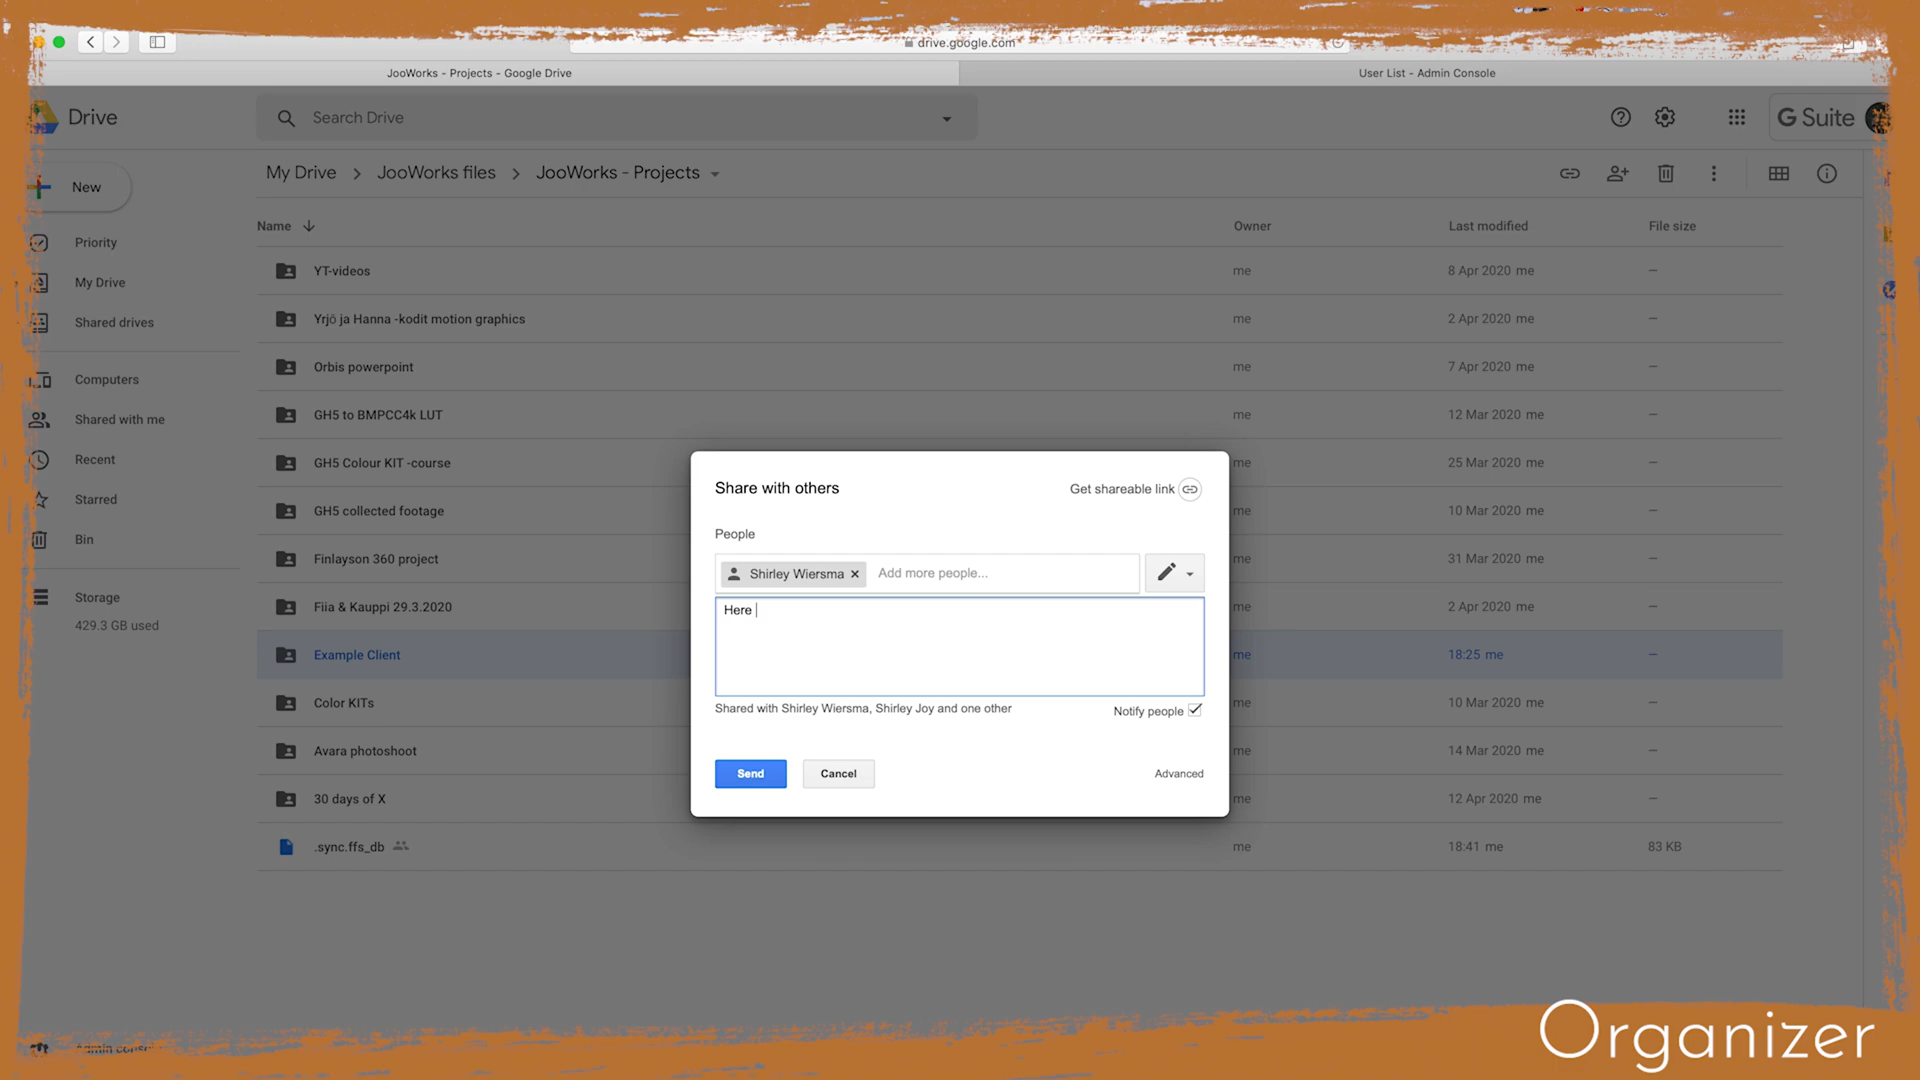 drive.google.com
JooWorks - Projects - Google Drive
User List - Admin Console
Drive
Search Drive
G Suite
New
My Drive
JooWorks files
JooWorks - Projects
Name
Owner
Last modified
File size
Priority
My Drive
Shared drives
Computers
Shared with me
Recent
Starred
Bin
Storage
429.3 GB used
YT-videos me 8 Apr 2020 me –
Yrjö ja Hanna -kodit motion graphics me 2 Apr 2020 me –
Orbis powerpoint me 7 Apr 2020 me –
GH5 to BMPCC4k LUT me 12 Mar 2020 me –
GH5 Colour KIT -course me 25 Mar 2020 me –
GH5 collected footage me 10 Mar 2020 me –
Finlayson 360 project me 31 Mar 2020 me –
Fiia & Kauppi 29.3.2020 me 2 Apr 2020 me –
Example Client me 18:25 me –
Color KITs me 10 Mar 2020 me –
Avara photoshoot me 14 Mar 2020 me –
30 days of X me 12 Apr 2020 me –
.sync.ffs_db me 18:41 me 83 KB
Share with others
Get shareable link
People
Shirley Wiersma
Add more people...
Here
Shared with Shirley Wiersma, Shirley Joy and one other
Notify people
Send
Cancel
Advanced
Organizer